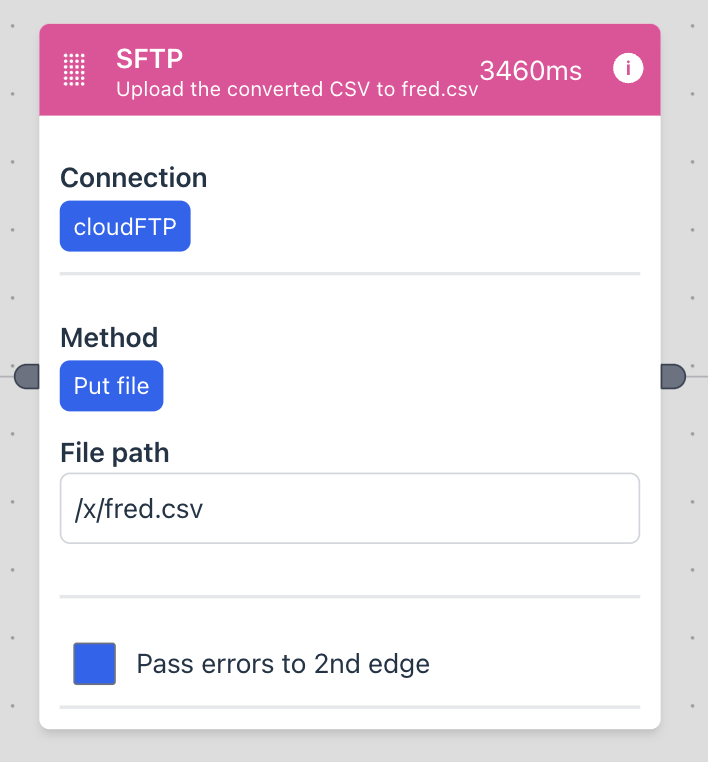 SFTP
Upload the converted CSV to fred.csv
3460ms
i
Connection
cloudFTP
Method
Put file
File path
/x/fred.csv
Pass errors to 2nd edge